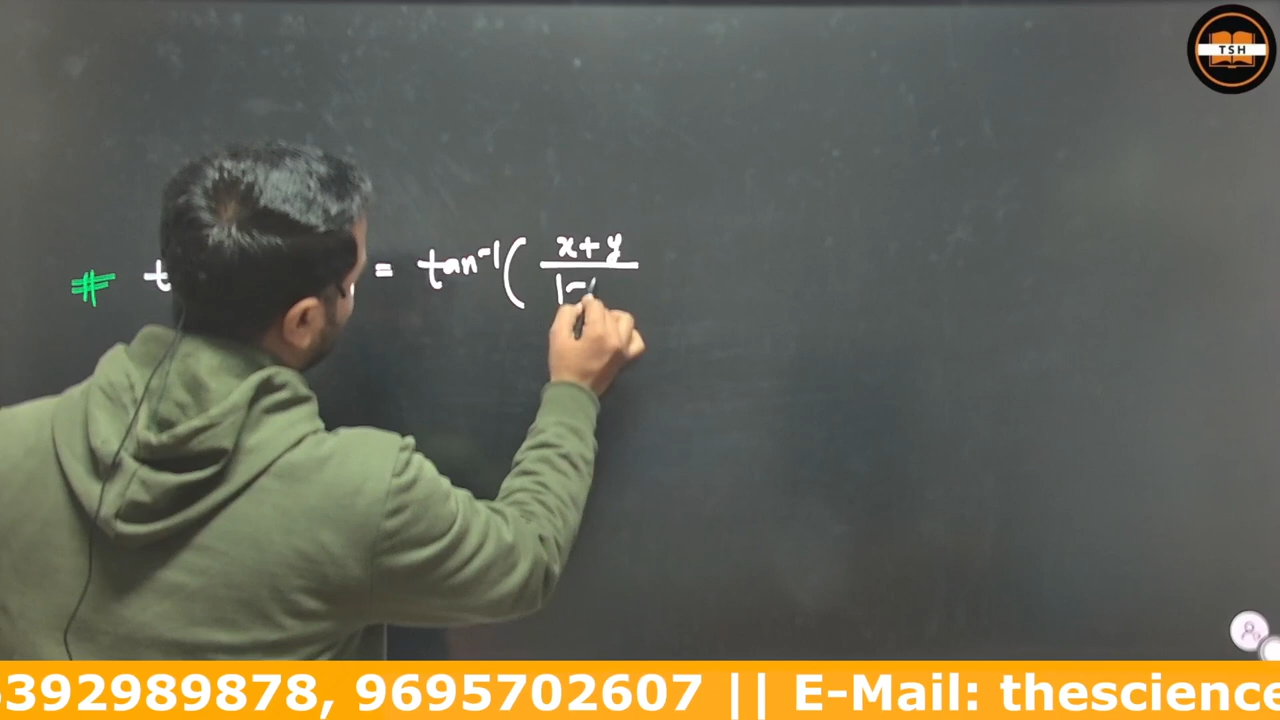 TSH
# t = tan⁻¹( x+y / 1-
392989878, 9695702607 || E-Mail: thescience